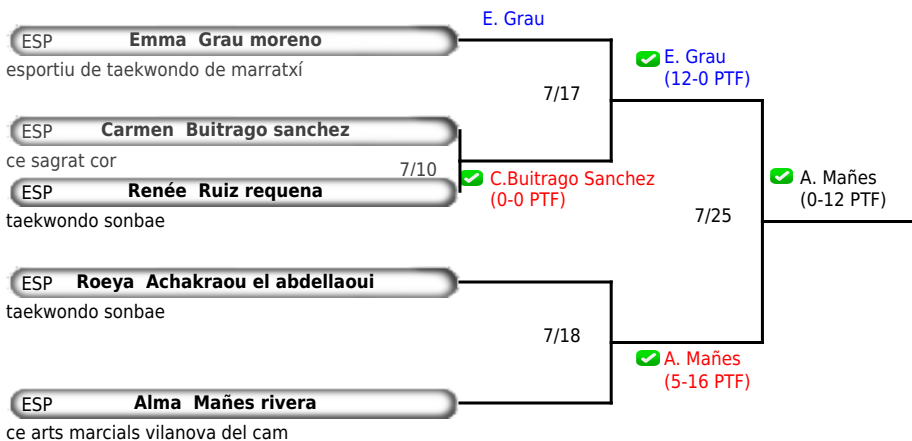 E. Grau
ESP Emma Grau moreno
esportiu de taekwondo de marratxí
E. Grau
(12-0 PTF)
7/17
ESP Carmen Buitrago sanchez
ce sagrat cor
7/10
C.Buitrago Sanchez
(0-0 PTF)
ESP Renée Ruiz requena
taekwondo sonbae
A. Mañes
(0-12 PTF)
7/25
ESP Roeya Achakraou el abdellaoui
taekwondo sonbae
7/18
A. Mañes
(5-16 PTF)
ESP Alma Mañes rivera
ce arts marcials vilanova del cam